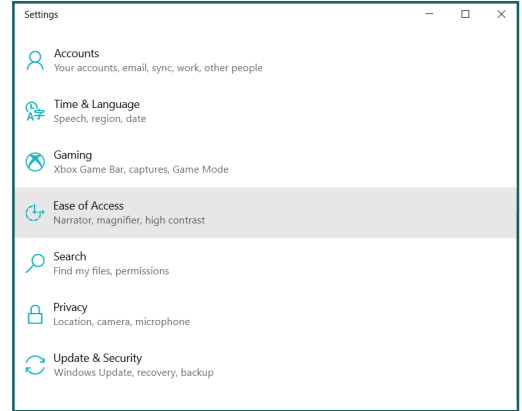 Settings
Accounts
Your accounts, email, sync, work, other people
Time & Language
Speech, region, date
Gaming
Xbox Game Bar, captures, Game Mode
Ease of Access
Narrator, magnifier, high contrast
Search
Find my files, permissions
Privacy
Location, camera, microphone
Update & Security
Windows Update, recovery, backup